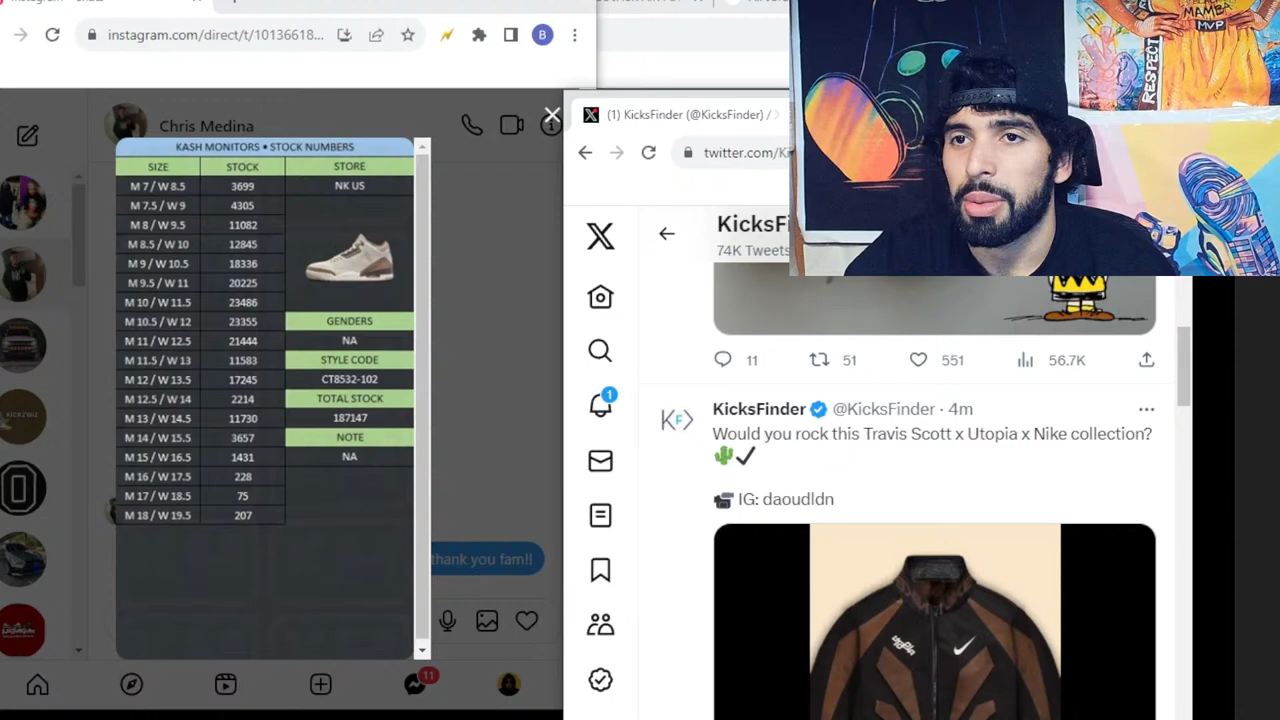 instagram.com/direct/t/10136618...
B
Chris Medina
KASH MONITORS • STOCK NUMBERS
SIZE STOCK STORE
M 7 / W 8.5 3699 NK US
M 7.5 / W 9 4305
M 8 / W 9.5 11082
M 8.5 / W 10 12845
M 9 / W 10.5 18336
M 9.5 / W 11 20225
M 10 / W 11.5 23486
M 10.5 / W 12 23355 GENDERS
M 11 / W 12.5 21444 NA
M 11.5 / W 13 11583 STYLE CODE
M 12 / W 13.5 17245 CT8532-102
M 12.5 / W 14 2214 TOTAL STOCK
M 13 / W 14.5 11730 187147
M 14 / W 15.5 3657 NOTE
M 15 / W 16.5 1431 NA
M 16 / W 17.5 228
M 17 / W 18.5 75
M 18 / W 19.5 207
thank you fam!!
11
(1) KicksFinder (@KicksFinder) / X
twitter.com/Ki
KicksFi
74K Tweets
1
11 51 551 56.7K
KF
KicksFinder @KicksFinder · 4m
Would you rock this Travis Scott x Utopia x Nike collection?
🌵✔
📹 IG: daoudldn
RESPECT
MAMBA
MVP